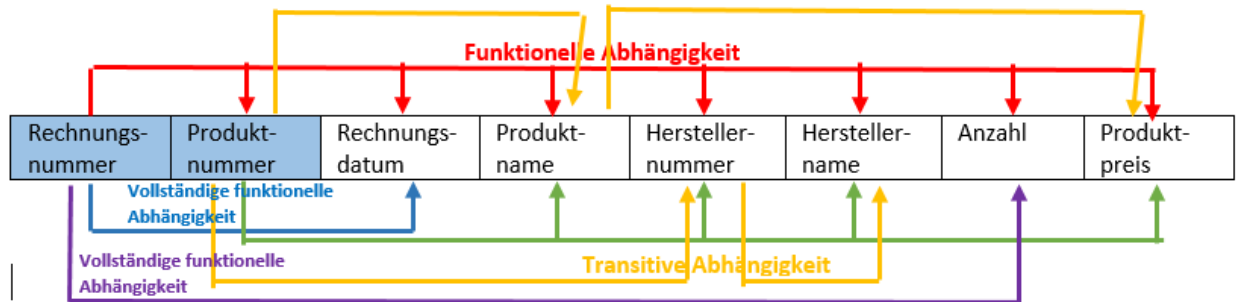 Funktionelle Abhängigkeit
Rechnungs-
nummer
Produkt-
nummer
Rechnungs-
datum
Produkt-
name
Hersteller-
nummer
Hersteller-
name
Anzahl
Produkt-
preis
Vollständige funktionelle
Abhängigkeit
Vollständige funktionelle
Abhängigkeit
Transitive Abhängigkeit